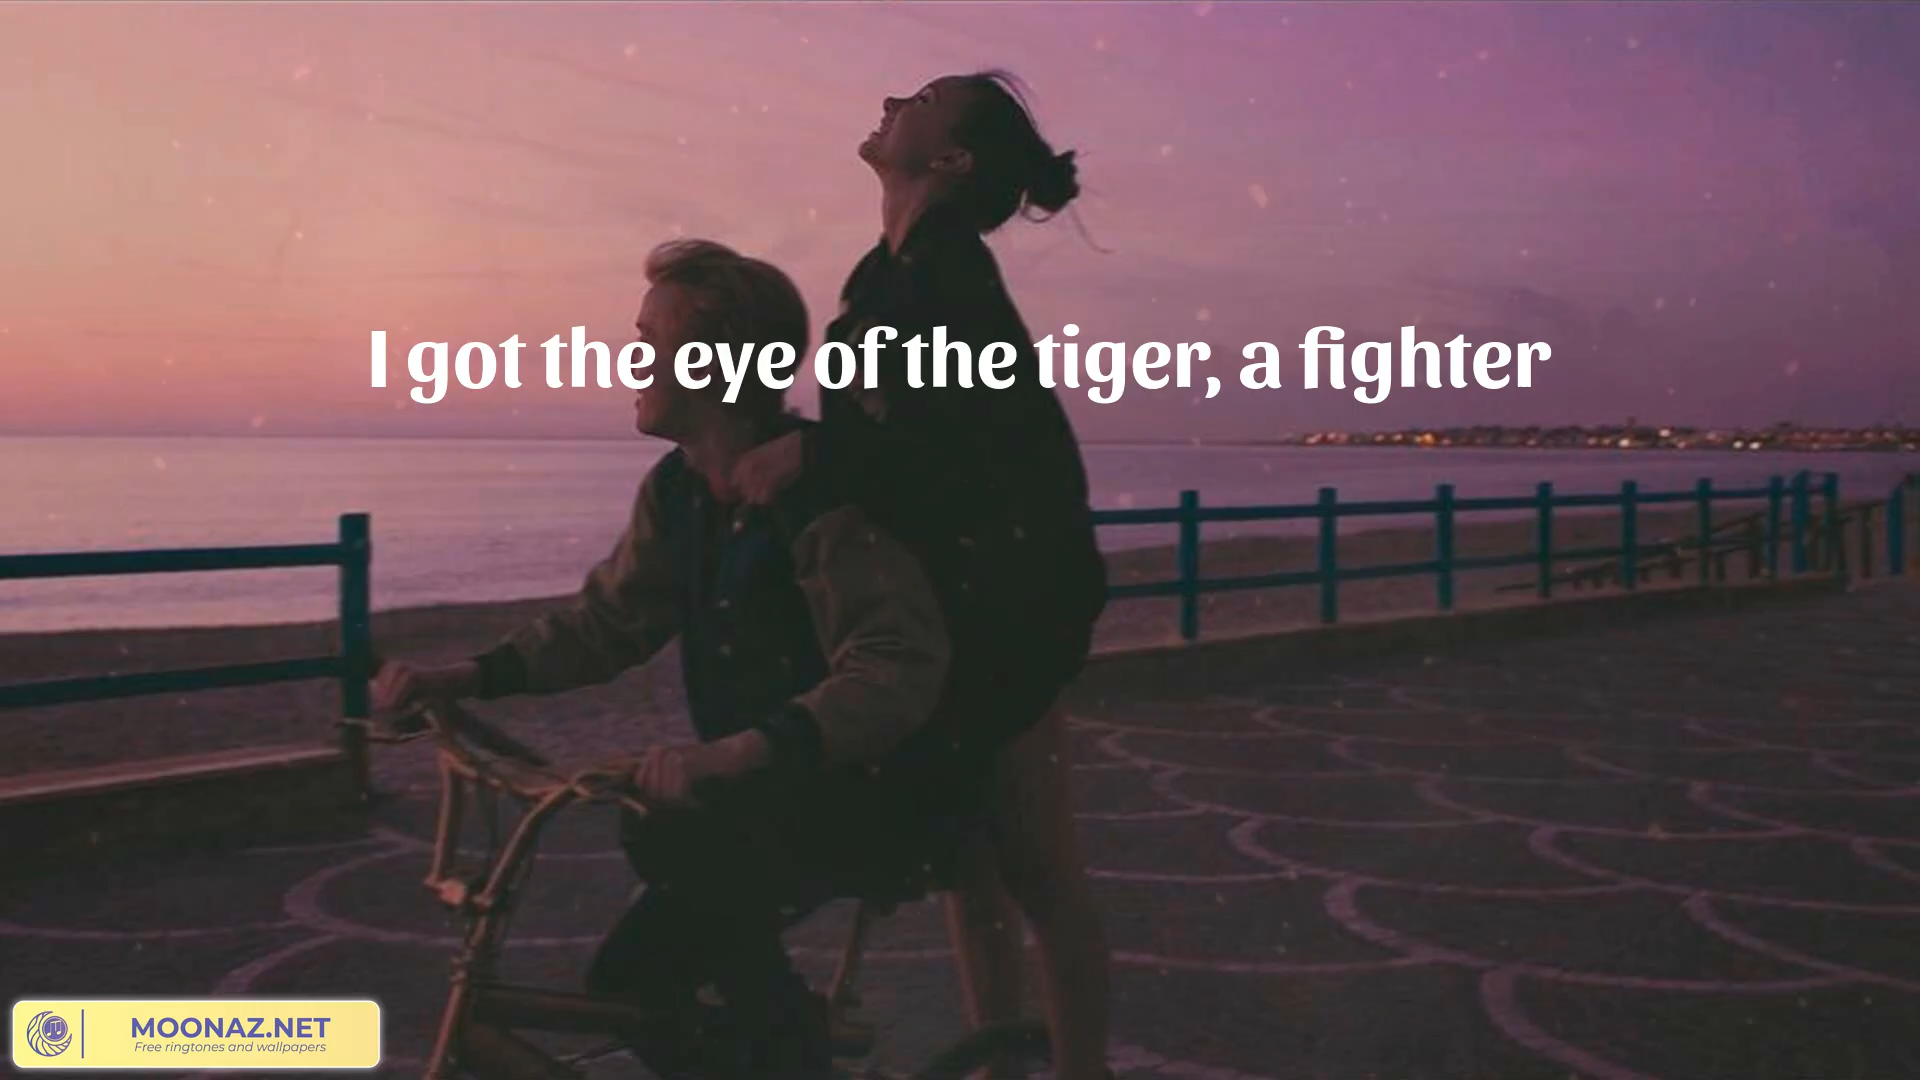 I got the eye of the tiger, a fighter
MOONAZ.NET
Free ringtones and wallpapers